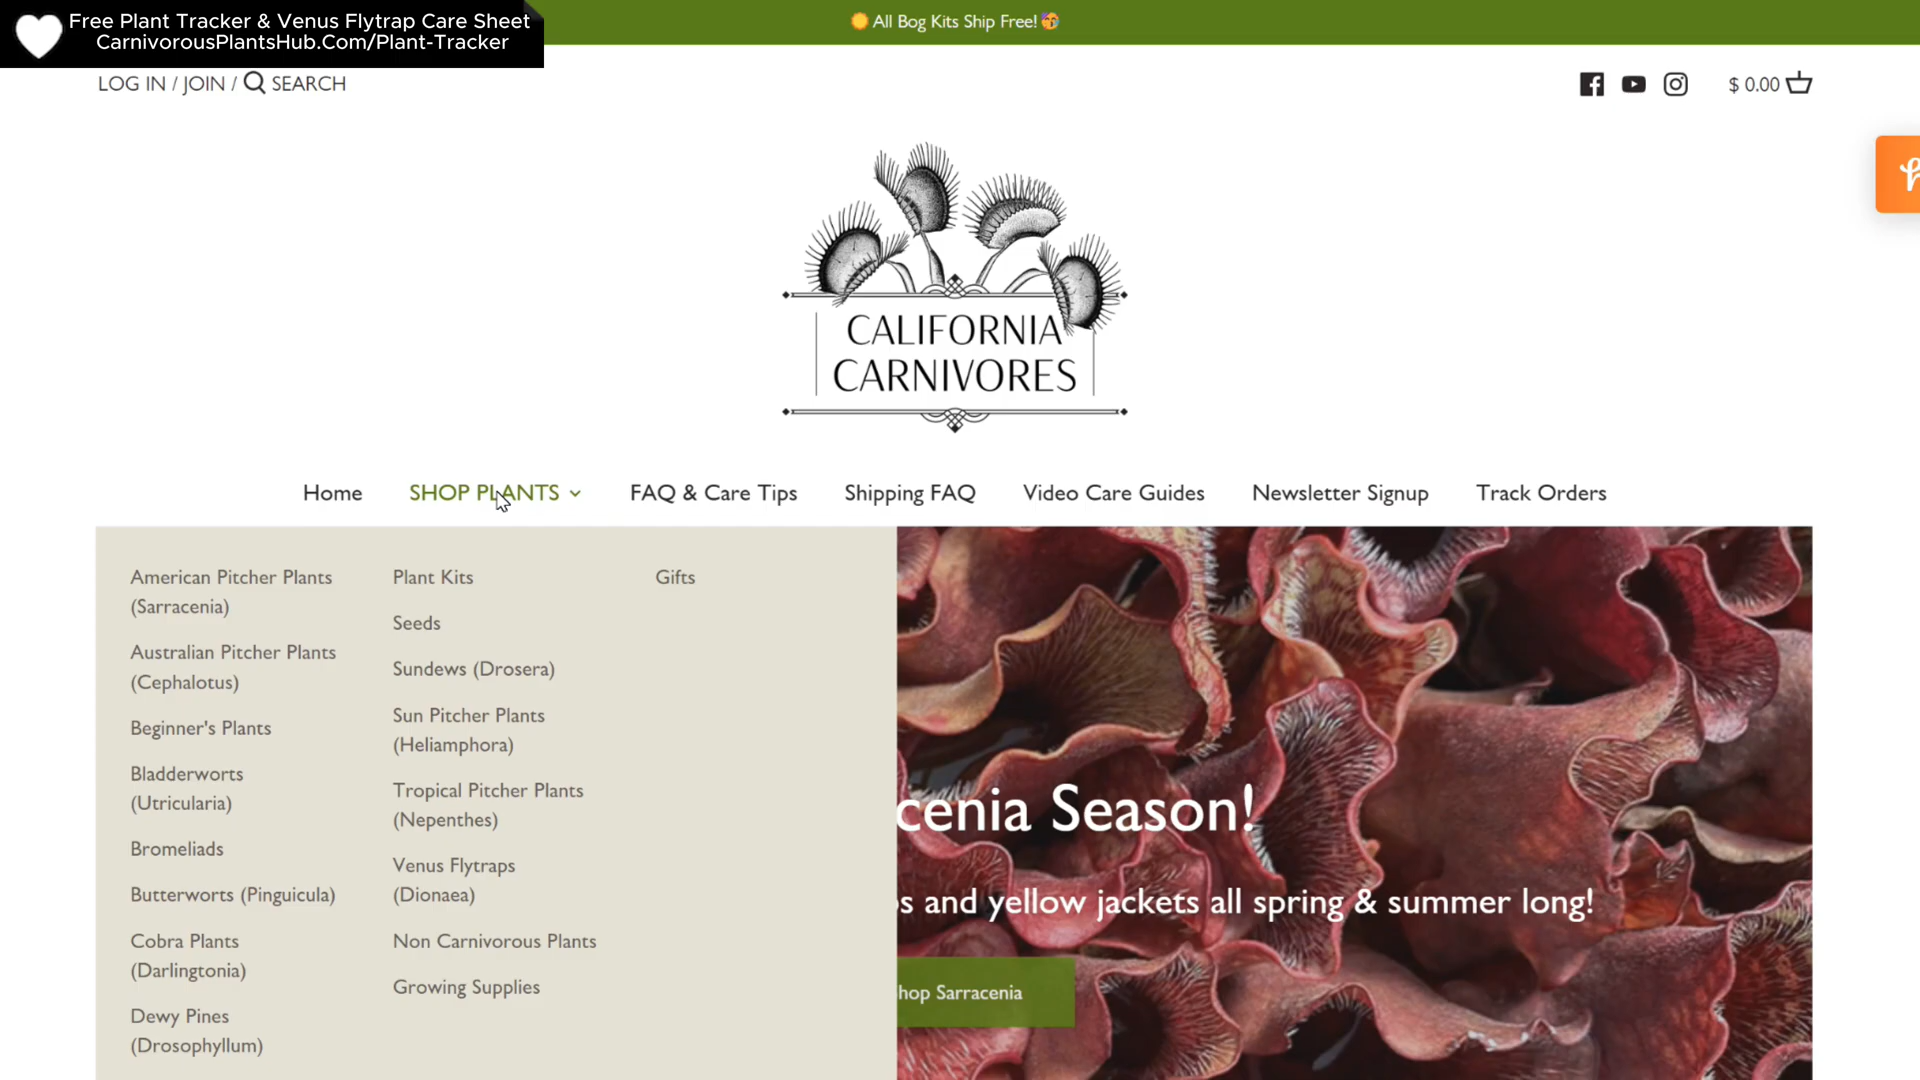 Free Plant Tracker & Venus Flytrap Care Sheet
CarnivorousPlantsHub.Com/Plant-Tracker
All Bog Kits Ship Free!
LOG IN / JOIN / SEARCH
$ 0.00
CALIFORNIA
CARNIVORES
Home
SHOP PLANTS
FAQ & Care Tips
Shipping FAQ
Video Care Guides
Newsletter Signup
Track Orders
American Pitcher Plants
(Sarracenia)
Australian Pitcher Plants
(Cephalotus)
Beginner's Plants
Bladderworts
(Utricularia)
Bromeliads
Butterworts (Pinguicula)
Cobra Plants
(Darlingtonia)
Dewy Pines
(Drosophyllum)
Plant Kits
Seeds
Sundews (Drosera)
Sun Pitcher Plants
(Heliamphora)
Tropical Pitcher Plants
(Nepenthes)
Venus Flytraps
(Dionaea)
Non Carnivorous Plants
Growing Supplies
Gifts
cenia Season!
and yellow jackets all spring & summer long!
hop Sarracenia